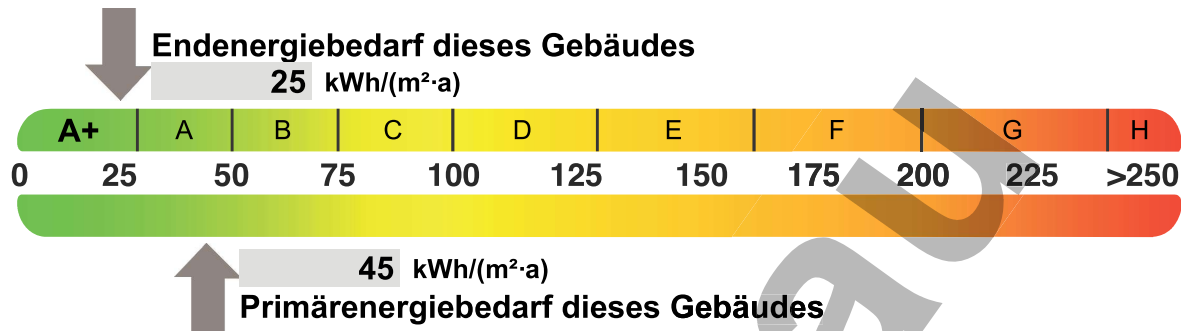 Endenergiebedarf dieses Gebäudes
25 kWh/(m²·a)
A+ A B C D E F G H
0 25 50 75 100 125 150 175 200 225 >250
45 kWh/(m²·a)
Primärenergiebedarf dieses Gebäudes
au